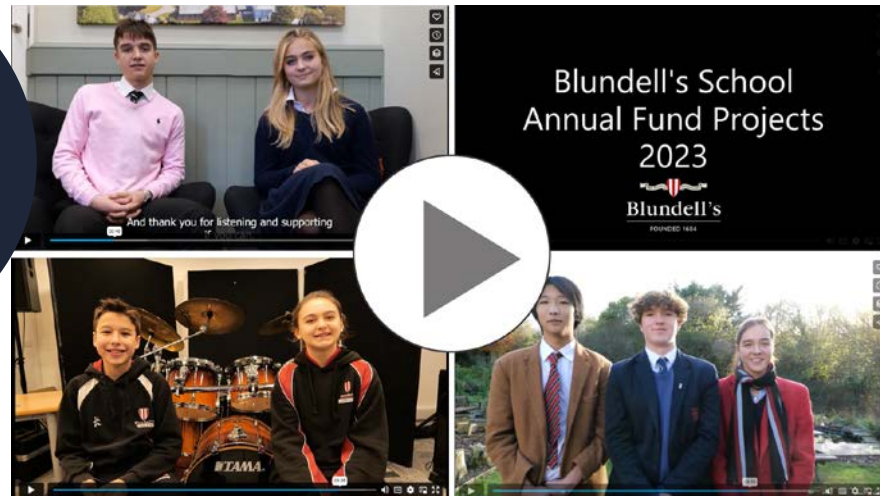 And thank you for listening and supporting
Blundell's School
Annual Fund Projects
2023
Blundell's
FOUNDED 1604
TAMA